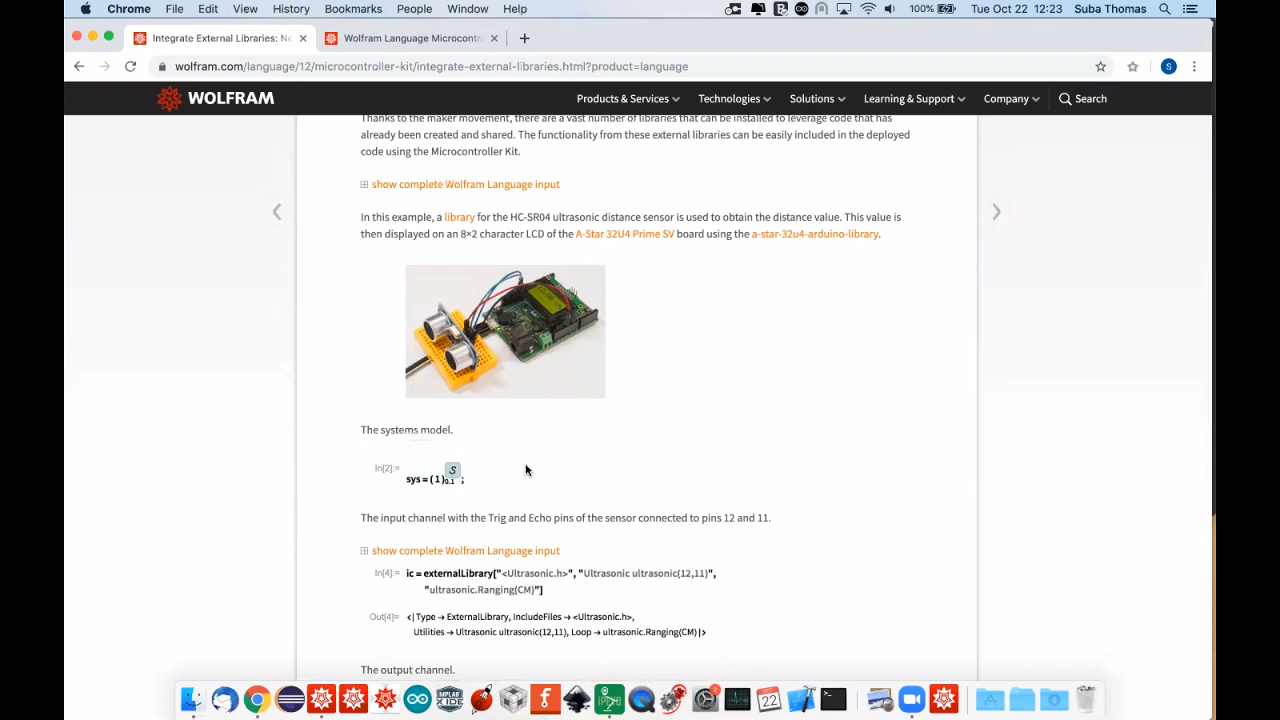 Chrome File Edit View History Bookmarks People Window Help 100% Tue Oct 22 12:23 Suba Thomas
Integrate External Libraries: Ne Wolfram Language Microcontro
wolfram.com/language/12/microcontroller-kit/integrate-external-libraries.html?product=language S
WOLFRAM Products & Services Technologies Solutions Learning & Support Company Search
Thanks to the maker movement, there are a vast number of libraries that can be installed to leverage code that has
already been created and shared. The functionality from these external libraries can be easily included in the deployed
code using the Microcontroller Kit.
show complete Wolfram Language input
In this example, a library for the HC-SR04 ultrasonic distance sensor is used to obtain the distance value. This value is
then displayed on an 8×2 character LCD of the A-Star 32U4 Prime SV board using the a-star-32u4-arduino-library.
The systems model.
In[2]:= sys = (1)0.1 S ;
The input channel with the Trig and Echo pins of the sensor connected to pins 12 and 11.
show complete Wolfram Language input
In[4]:= ic = externalLibrary["<Ultrasonic.h>", "Ultrasonic ultrasonic(12,11)",
"ultrasonic.Ranging(CM)"]
Out[4]= <| Type → ExternalLibrary, IncludeFiles → <Ultrasonic.h>,
Utilities → Ultrasonic ultrasonic(12,11), Loop → ultrasonic.Ranging(CM) |>
The output channel.
MPLAB X IDE 22